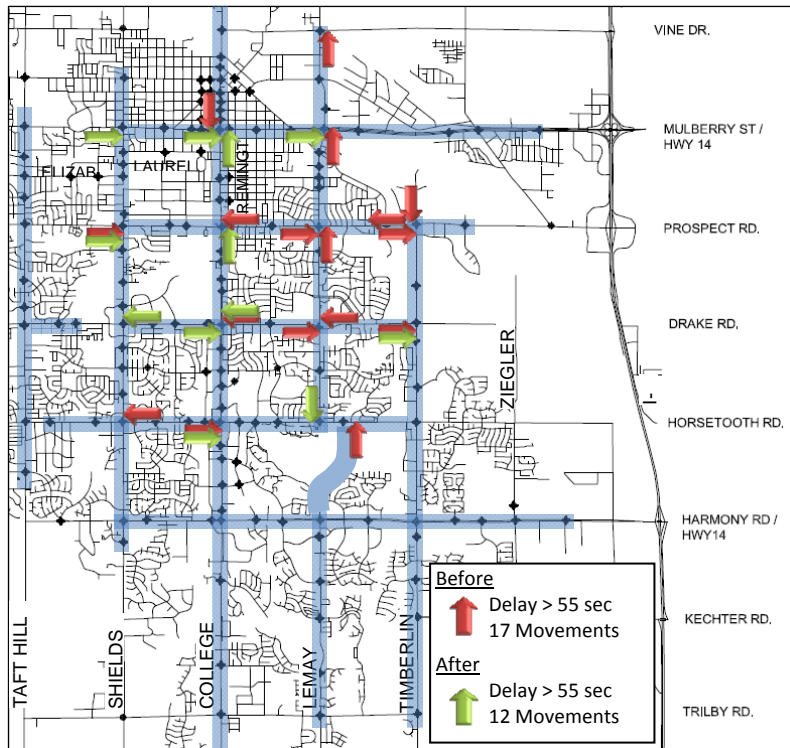 VINE DR.
MULBERRY ST /
HWY 14
LAUREL
ELIZAB
REMINGT
PROSPECT RD.
DRAKE RD.
ZIEGLER
HORSETOOTH RD.
HARMONY RD /
HWY14
KECHTER RD.
TRILBY RD.
TAFT HILL
SHIELDS
COLLEGE
LEMAY
TIMBERLIN
I-
Before
Delay > 55 sec
17 Movements
After
Delay > 55 sec
12 Movements